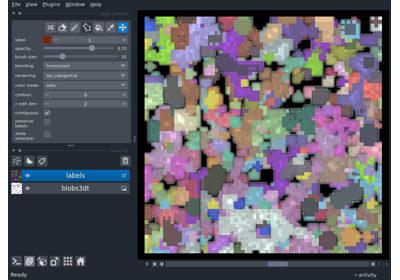 File View Plugins Window Help
label: 1
opacity: 0.70
brush size: 10
blending: translucent
rendering: iso_categorical
color mode: auto
contour: 0
n edit dim: 2
contiguous:
preserve labels:
show selected:
labels
blobs3dt
Ready
activity